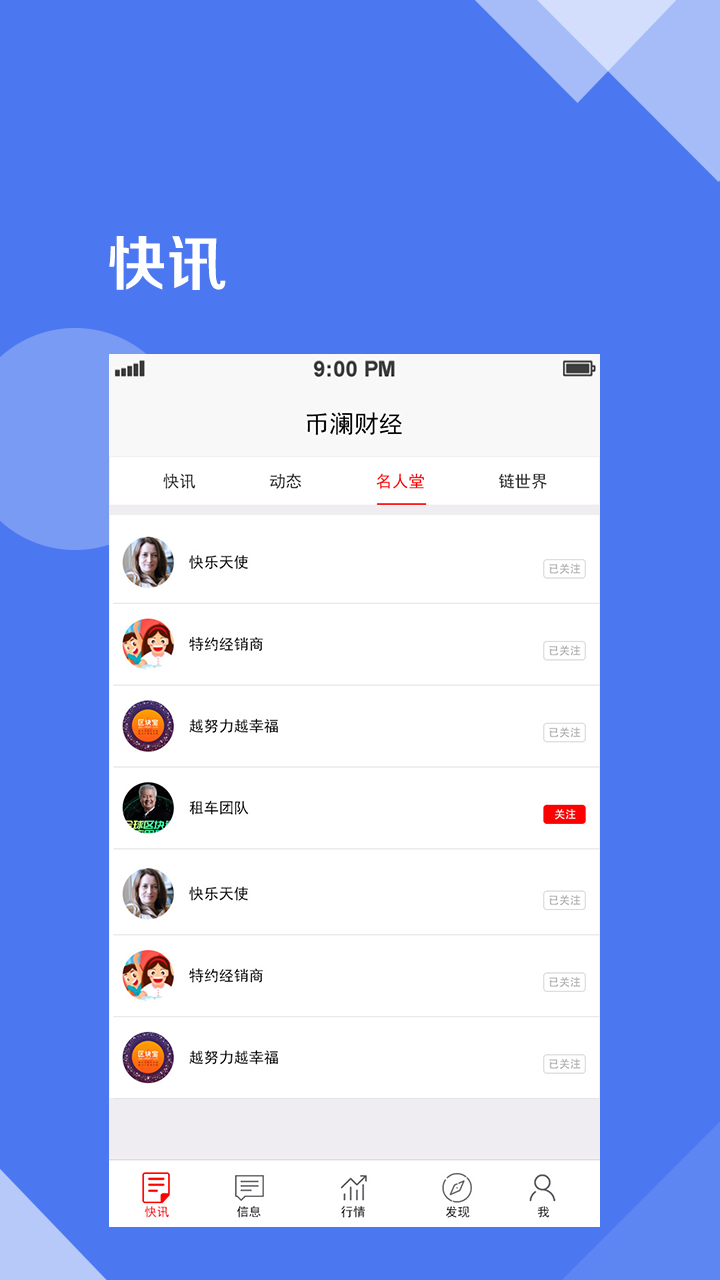 快讯
9:00 PM
币澜财经
快讯 动态 名人堂 链世界
快乐天使 已关注
特约经销商 已关注
区块客
越努力越幸福 已关注
租车团队 关注
全球区块
快乐天使 已关注
特约经销商 已关注
越努力越幸福 已关注
快讯 信息 行情 发现 我